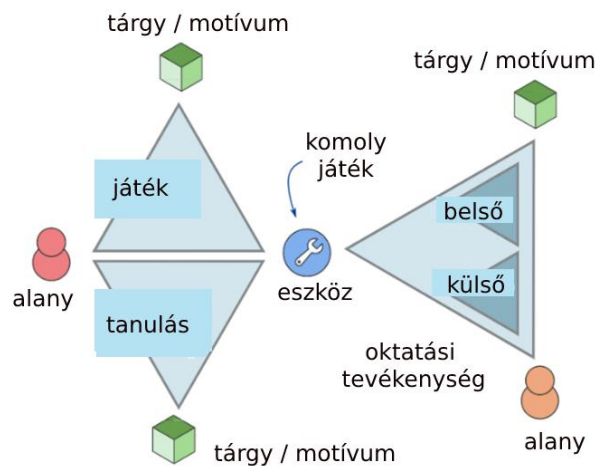 tárgy / motívum
tárgy / motívum
komoly
játék
játék
belső
alany
eszköz
külső
tanulás
oktatási
tevékenység
tárgy / motívum
alany